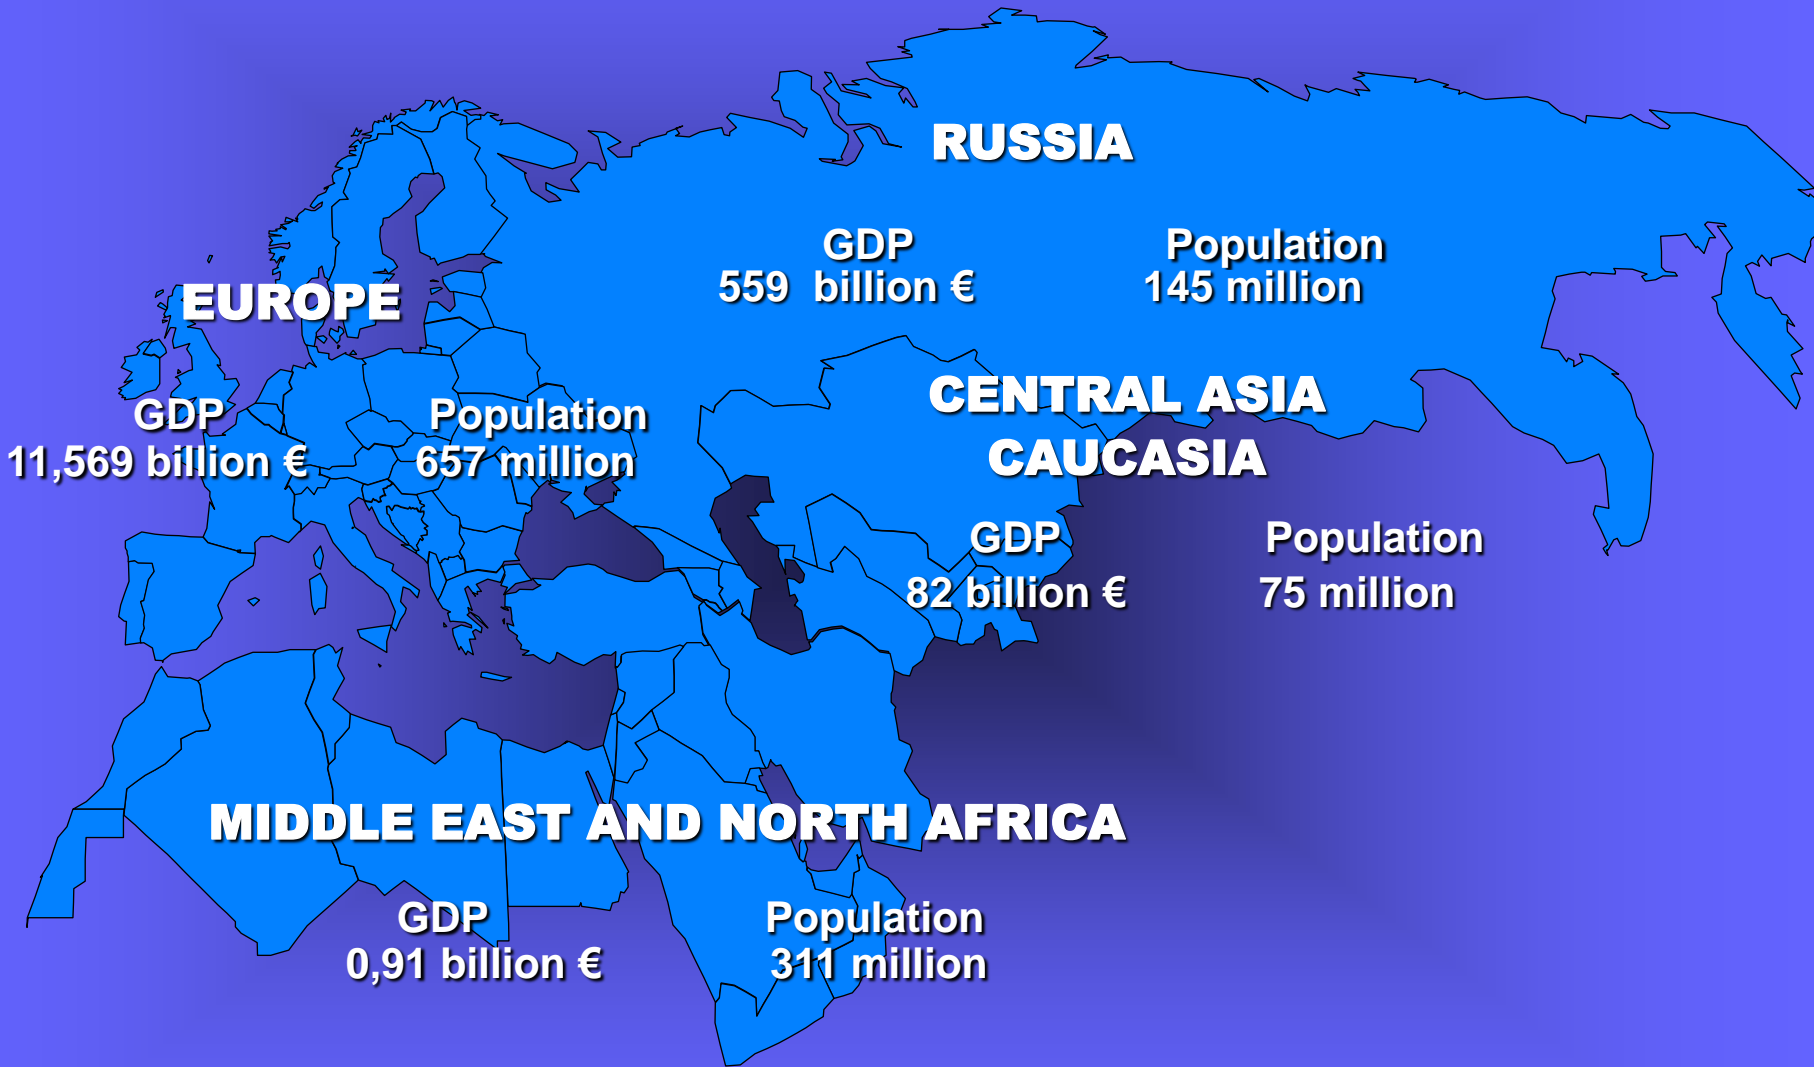 RUSSIA
GDP
559 billion €
Population
145 million
EUROPE
GDP
11,569 billion €
Population
657 million
CENTRAL ASIA
CAUCASIA
GDP
82 billion €
Population
75 million
MIDDLE EAST AND NORTH AFRICA
GDP
0,91 billion €
Population
311 million